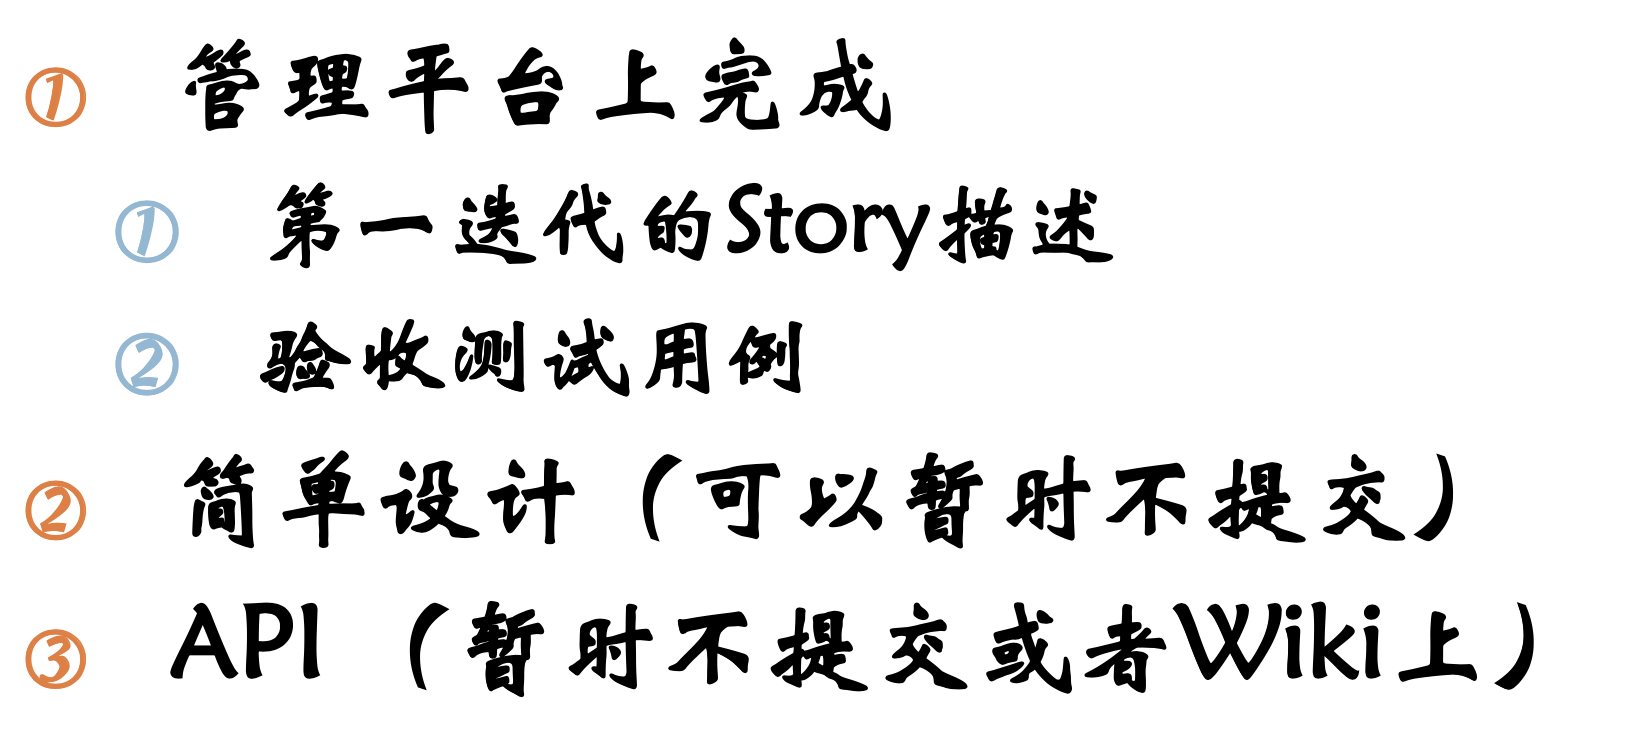 ① 管理平台上完成
① 第一迭代的Story描述
② 验收测试用例
② 简单设计（可以暂时不提交）
③ API（暂时不提交或者Wiki上）